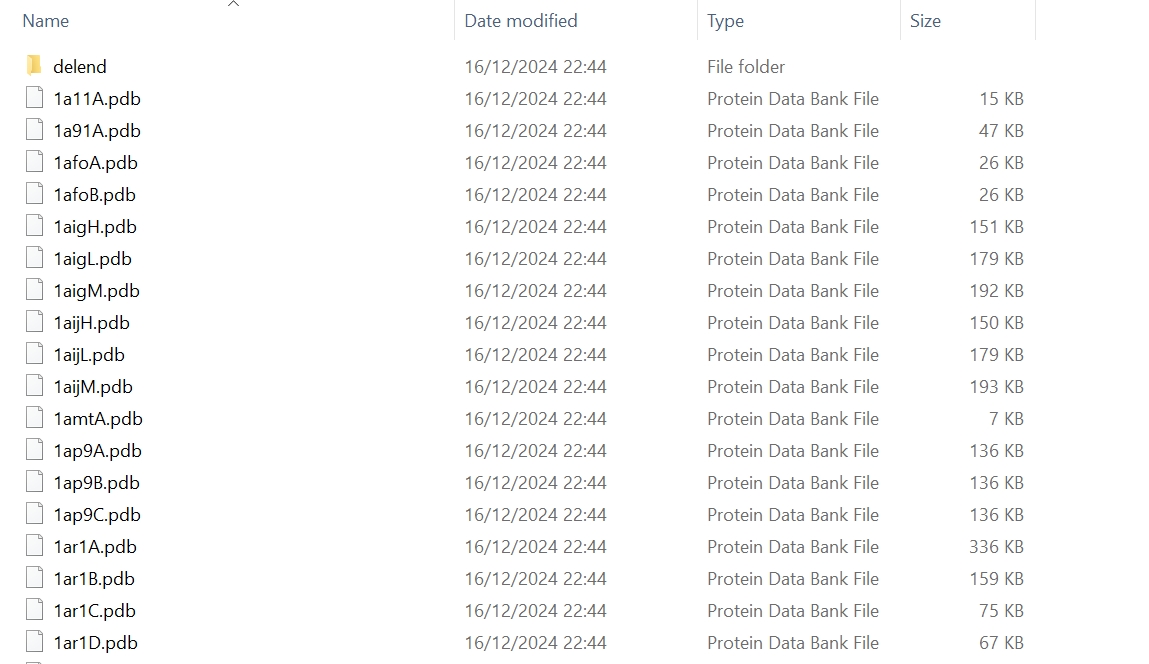 Name Date modified Type Size
delend 16/12/2024 22:44 File folder
1a11A.pdb 16/12/2024 22:44 Protein Data Bank File 15 KB
1a91A.pdb 16/12/2024 22:44 Protein Data Bank File 47 KB
1afoA.pdb 16/12/2024 22:44 Protein Data Bank File 26 KB
1afoB.pdb 16/12/2024 22:44 Protein Data Bank File 26 KB
1aigH.pdb 16/12/2024 22:44 Protein Data Bank File 151 KB
1aigL.pdb 16/12/2024 22:44 Protein Data Bank File 179 KB
1aigM.pdb 16/12/2024 22:44 Protein Data Bank File 192 KB
1aijH.pdb 16/12/2024 22:44 Protein Data Bank File 150 KB
1aijL.pdb 16/12/2024 22:44 Protein Data Bank File 179 KB
1aijM.pdb 16/12/2024 22:44 Protein Data Bank File 193 KB
1amtA.pdb 16/12/2024 22:44 Protein Data Bank File 7 KB
1ap9A.pdb 16/12/2024 22:44 Protein Data Bank File 136 KB
1ap9B.pdb 16/12/2024 22:44 Protein Data Bank File 136 KB
1ap9C.pdb 16/12/2024 22:44 Protein Data Bank File 136 KB
1ar1A.pdb 16/12/2024 22:44 Protein Data Bank File 336 KB
1ar1B.pdb 16/12/2024 22:44 Protein Data Bank File 159 KB
1ar1C.pdb 16/12/2024 22:44 Protein Data Bank File 75 KB
1ar1D.pdb 16/12/2024 22:44 Protein Data Bank File 67 KB